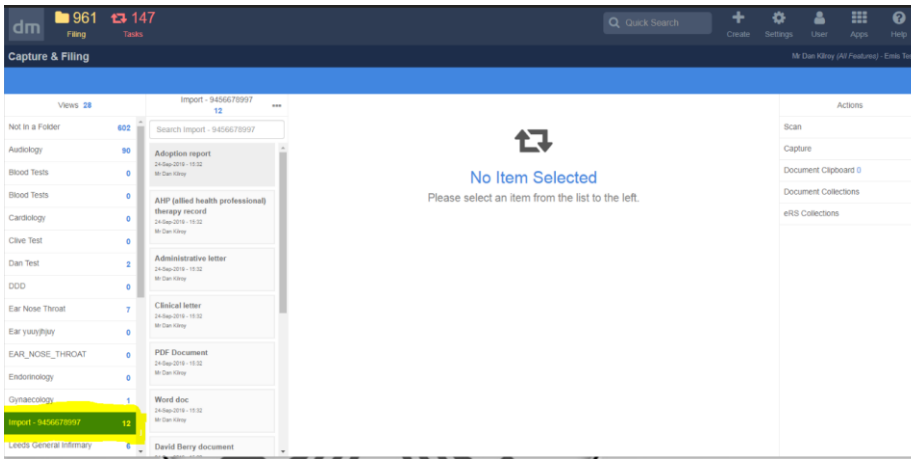 dm
961
Filing
147
Tasks
Quick Search
Create
Settings
User
Apps
Help
Capture & Filing
Mr Dan Kilroy (All Features) - Emis Te
Views 28
Not In a Folder 602
Audiology 90
Blood Tests 0
Blood Tests 0
Cardiology 0
Clive Test 0
Dan Test 2
DDD 0
Ear Nose Throat 7
Ear yuuyjhjuy 0
EAR_NOSE_THROAT 0
Endorinology 0
Gynaecology 1
Import - 9456678997 12
Leeds General Infirmary 6
Import - 9456678997
12
Search Import - 9456678997
Adoption report
24-Sep-2019 - 15:32
Mr Dan Kilroy
AHP (allied health professional)
therapy record
24-Sep-2019 - 15:32
Mr Dan Kilroy
Administrative letter
24-Sep-2019 - 15:32
Mr Dan Kilroy
Clinical letter
24-Sep-2019 - 15:32
Mr Dan Kilroy
PDF Document
24-Sep-2019 - 15:32
Mr Dan Kilroy
Word doc
24-Sep-2019 - 15:32
Mr Dan Kilroy
David Berry document
No Item Selected
Please select an item from the list to the left.
Actions
Scan
Capture
Document Clipboard 0
Document Collections
eRS Collections